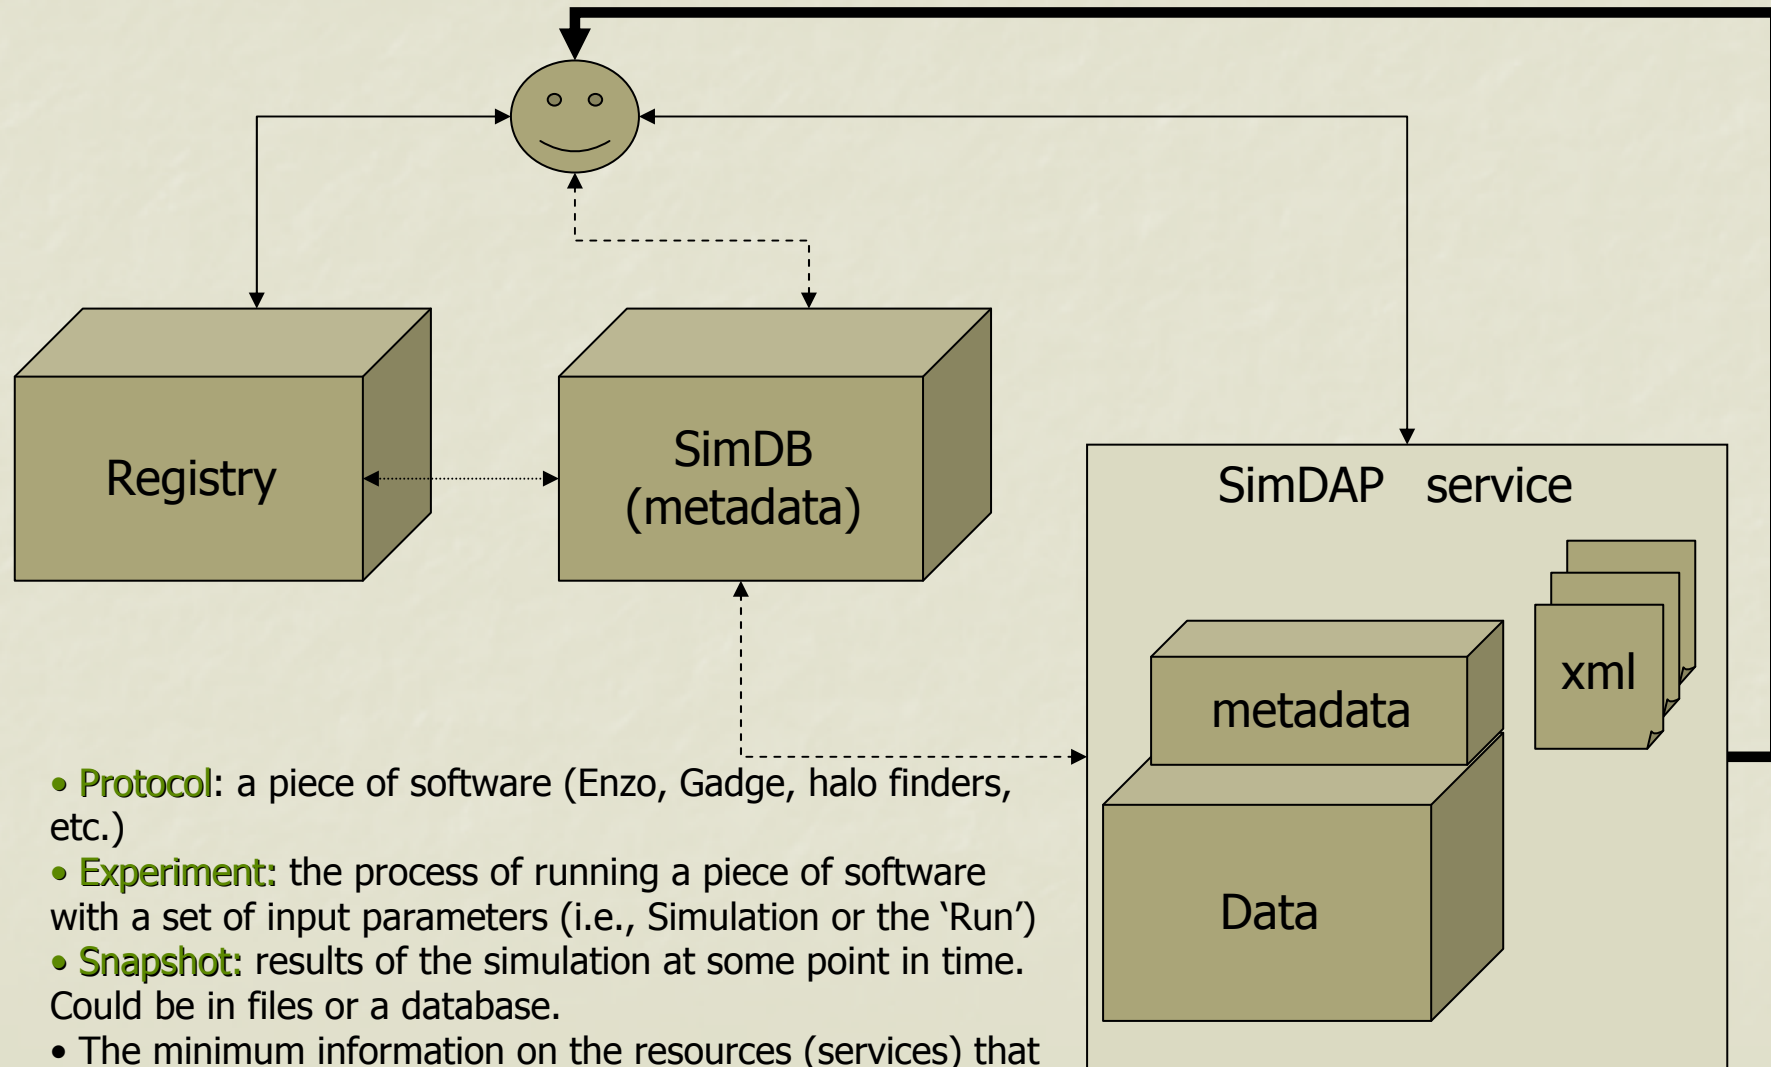 Registry
SimDB
(metadata)
SimDAP service
xml
metadata
Data
• Protocol: a piece of software (Enzo, Gadge, halo finders,
etc.)
• Experiment: the process of running a piece of software
with a set of input parameters (i.e., Simulation or the ‘Run’)
• Snapshot: results of the simulation at some point in time.
Could be in files or a database.
• The minimum information on the resources (services) that